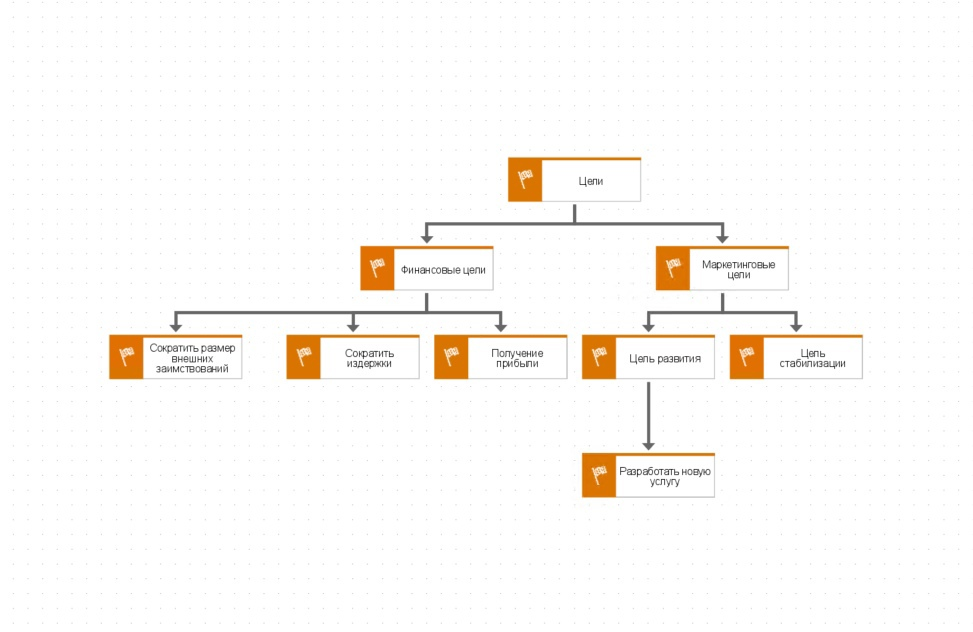 Цели
Финансовые цели
Маркетинговые
цели
Сократить размер
внешних
заимствований
Сократить
издержки
Получение
прибыли
Цель развития
Цель
стабилизации
Разработать новую
услугу